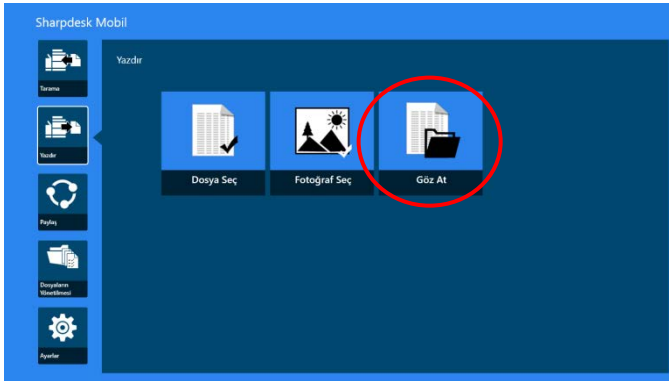 Sharpdesk Mobil
Tarama
Yazdır
Paylaş
Dosyaların
Yönetilmesi
Ayarlar
Yazdır
Dosya Seç
Fotoğraf Seç
Göz At